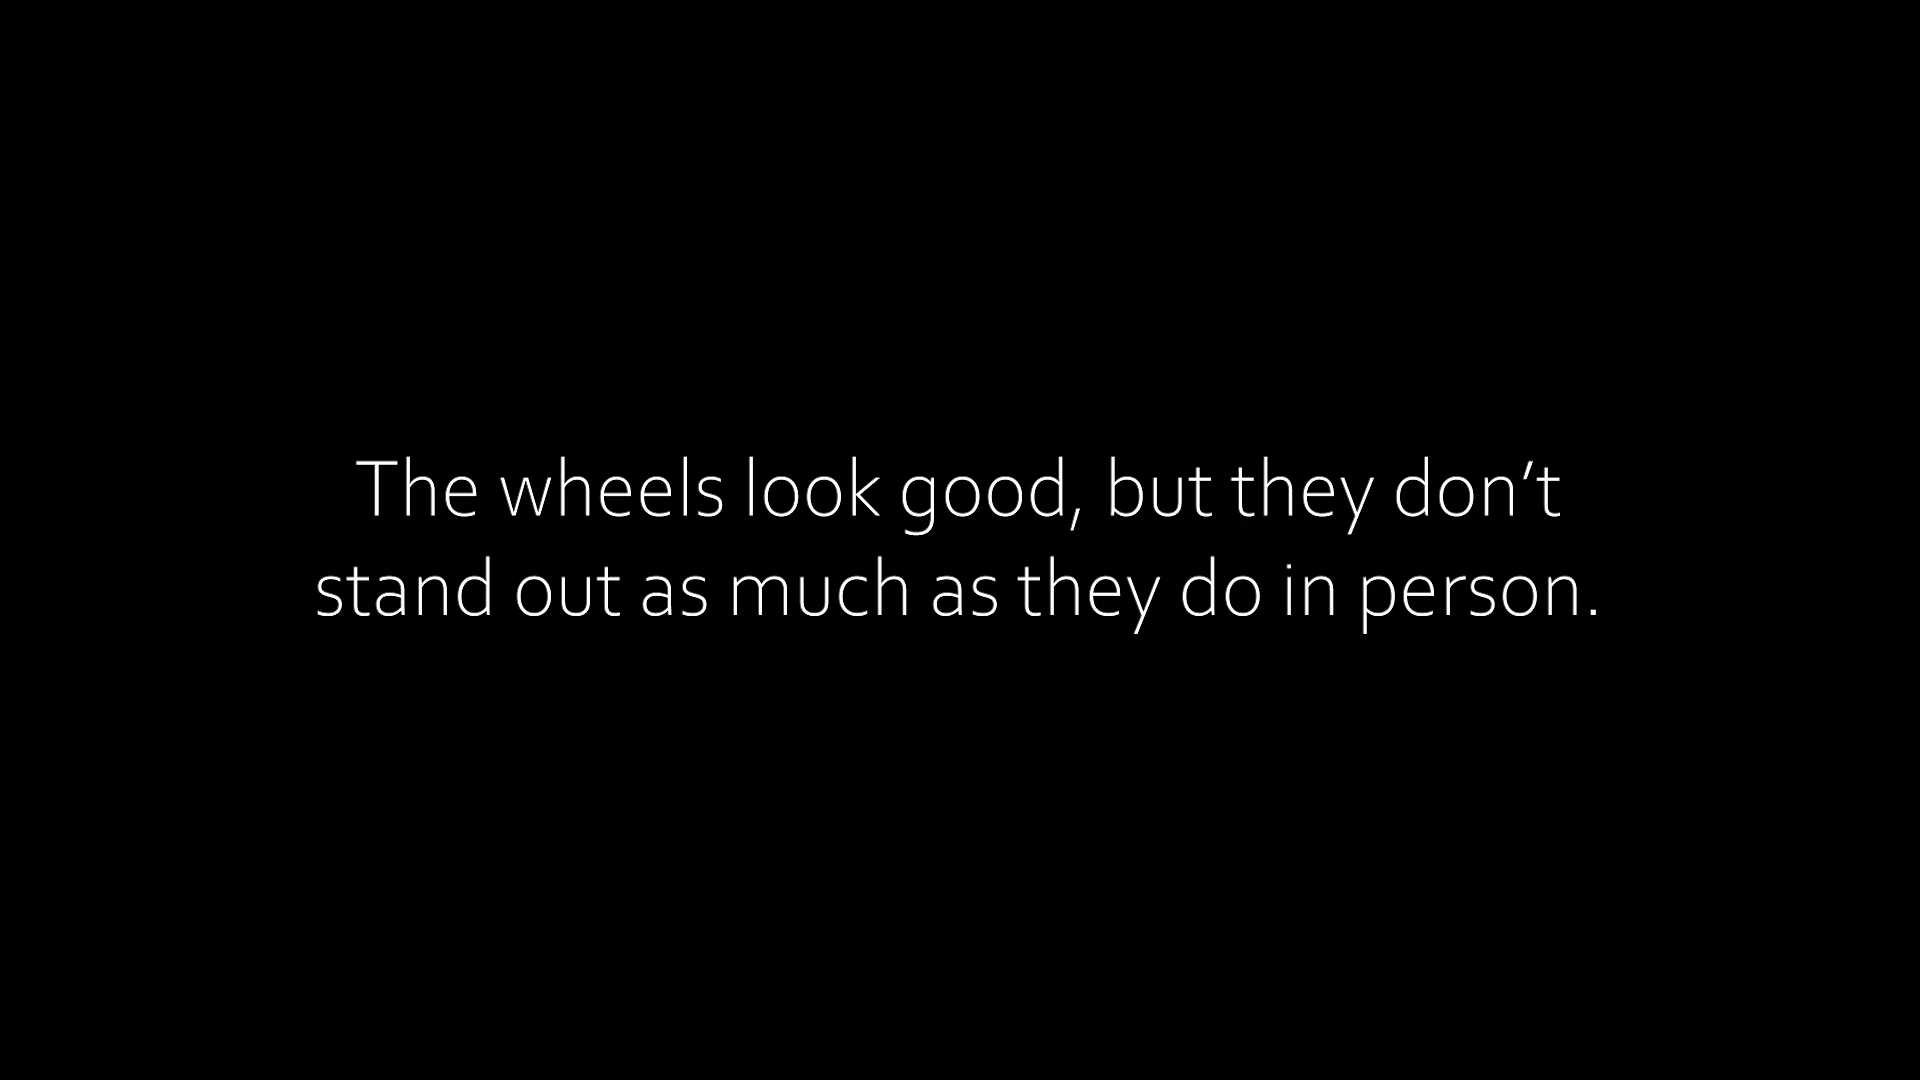 The wheels look good, but they don’t
stand out as much as they do in person.